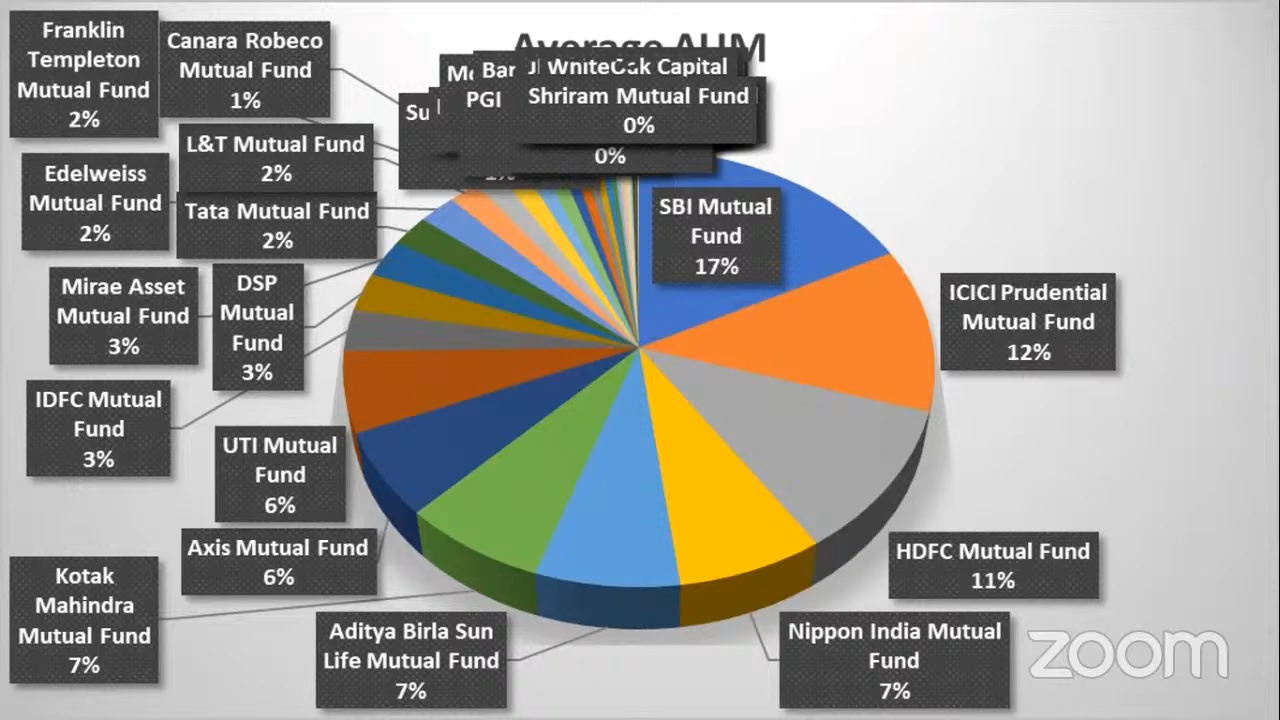 Average AUM
Franklin
Templeton
Mutual Fund
2%
Canara Robeco
Mutual Fund
1%
L&T Mutual Fund
2%
Edelweiss
Mutual Fund
2%
Tata Mutual Fund
2%
Mirae Asset
Mutual Fund
3%
DSP
Mutual
Fund
3%
IDFC Mutual
Fund
3%
UTI Mutual
Fund
6%
Axis Mutual Fund
6%
Kotak
Mahindra
Mutual Fund
7%
Aditya Birla Sun
Life Mutual Fund
7%
Nippon India Mutual
Fund
7%
HDFC Mutual Fund
11%
ICICI Prudential
Mutual Fund
12%
SBI Mutual
Fund
17%
WhiteOak Capital
Shriram Mutual Fund
0%
0%
1%
PGI
Bar
Su
zoom